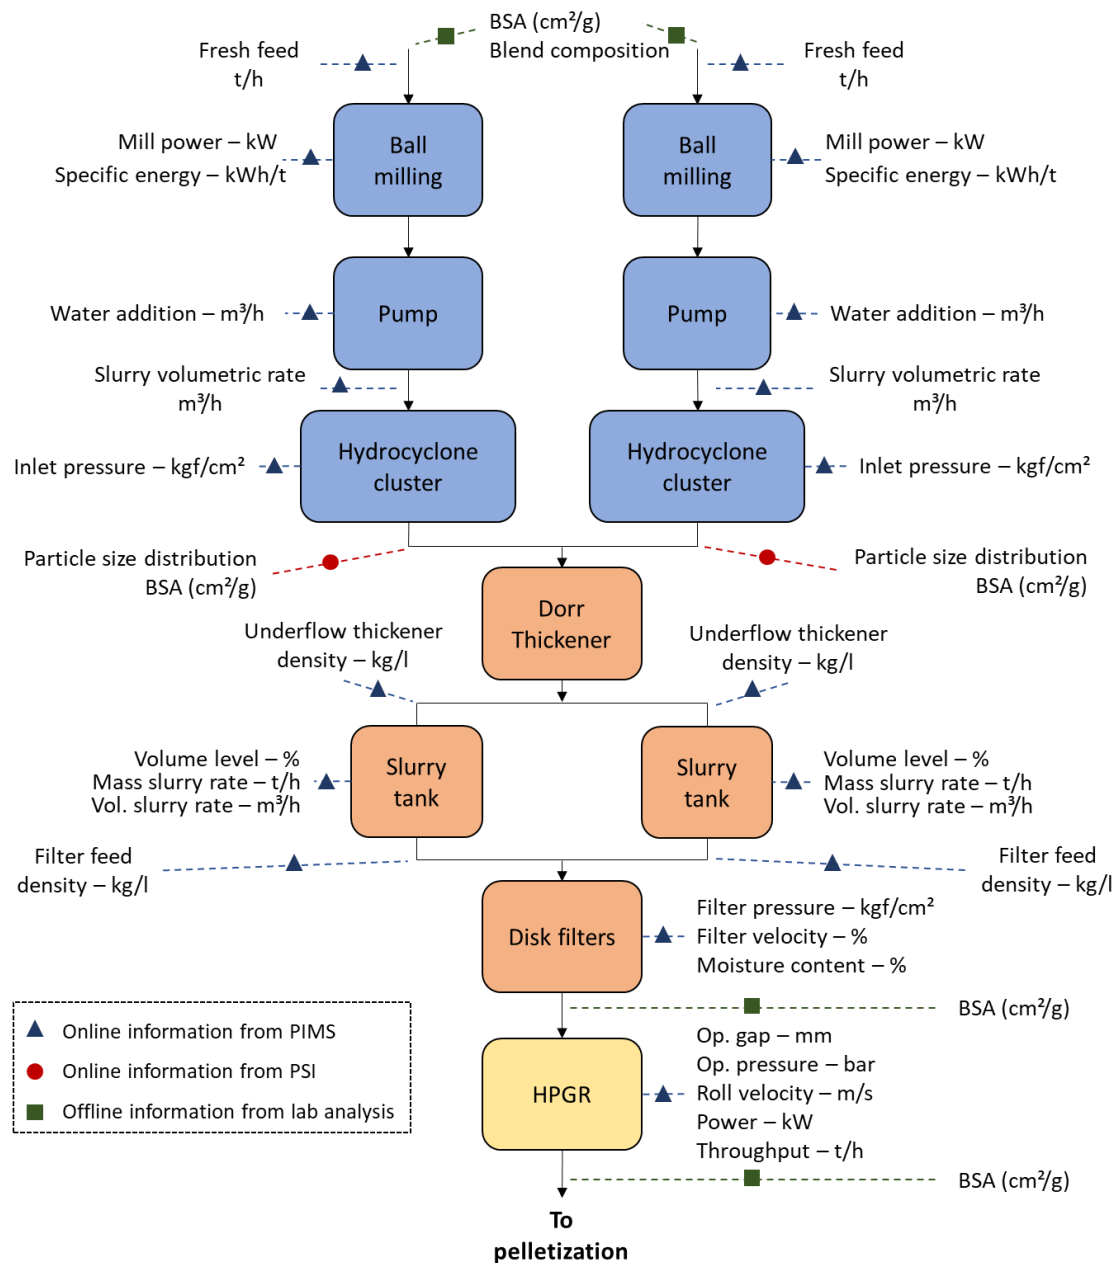 BSA (cm²/g)
Blend composition
Fresh feed
t/h
Fresh feed
t/h
Mill power – kW
Specific energy – kWh/t
Ball
milling
Ball
milling
Mill power – kW
Specific energy – kWh/t
Water addition – m³/h
Pump
Pump
Water addition – m³/h
Slurry volumetric rate
m³/h
Slurry volumetric rate
m³/h
Inlet pressure – kgf/cm²
Hydrocyclone
cluster
Hydrocyclone
cluster
Inlet pressure – kgf/cm²
Particle size distribution
BSA (cm²/g)
Particle size distribution
BSA (cm²/g)
Dorr
Thickener
Underflow thickener
density – kg/l
Underflow thickener
density – kg/l
Volume level – %
Mass slurry rate – t/h
Vol. slurry rate – m³/h
Slurry
tank
Slurry
tank
Volume level – %
Mass slurry rate – t/h
Vol. slurry rate – m³/h
Filter feed
density – kg/l
Filter feed
density – kg/l
Disk filters
Filter pressure – kgf/cm²
Filter velocity – %
Moisture content – %
BSA (cm²/g)
Online information from PIMS
Online information from PSI
Offline information from lab analysis
HPGR
Op. gap – mm
Op. pressure – bar
Roll velocity – m/s
Power – kW
Throughput – t/h
BSA (cm²/g)
To
pelletization